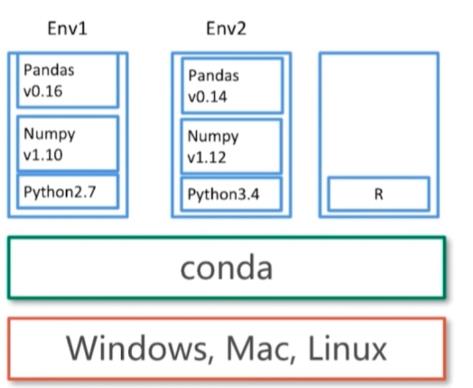 Env1
Env2
Pandas
v0.16
Numpy
v1.10
Python2.7
Pandas
v0.14
Numpy
v1.12
Python3.4
R
conda
Windows, Mac, Linux